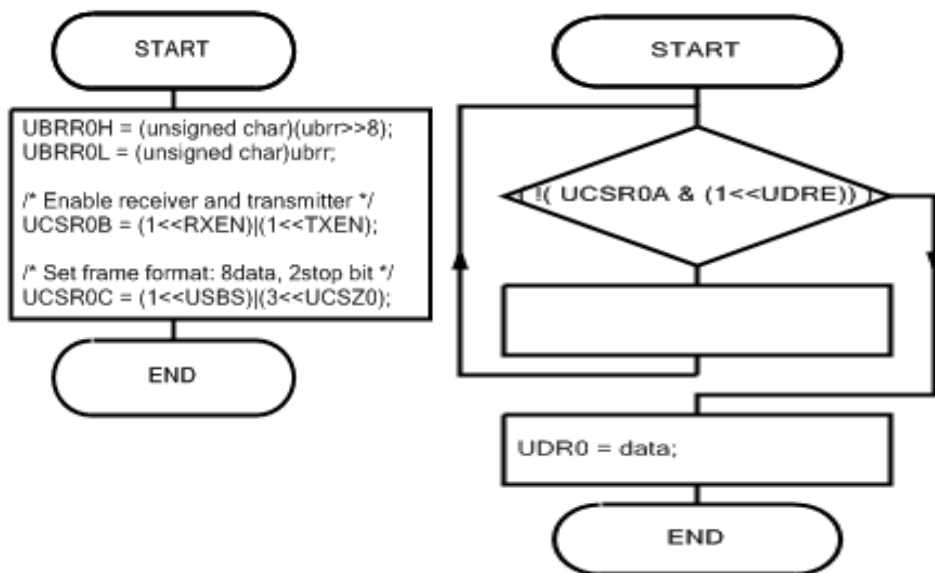 START
UBRR0H = (unsigned char)(ubrr>>8);
UBRR0L = (unsigned char)ubrr;
/* Enable receiver and transmitter */
UCSR0B = (1<<RXEN)|(1<<TXEN);
/* Set frame format: 8data, 2stop bit */
UCSR0C = (1<<USBS)|(3<<UCSZ0);
END
START
( !( UCSR0A & (1<<UDRE)) )
UDR0 = data;
END